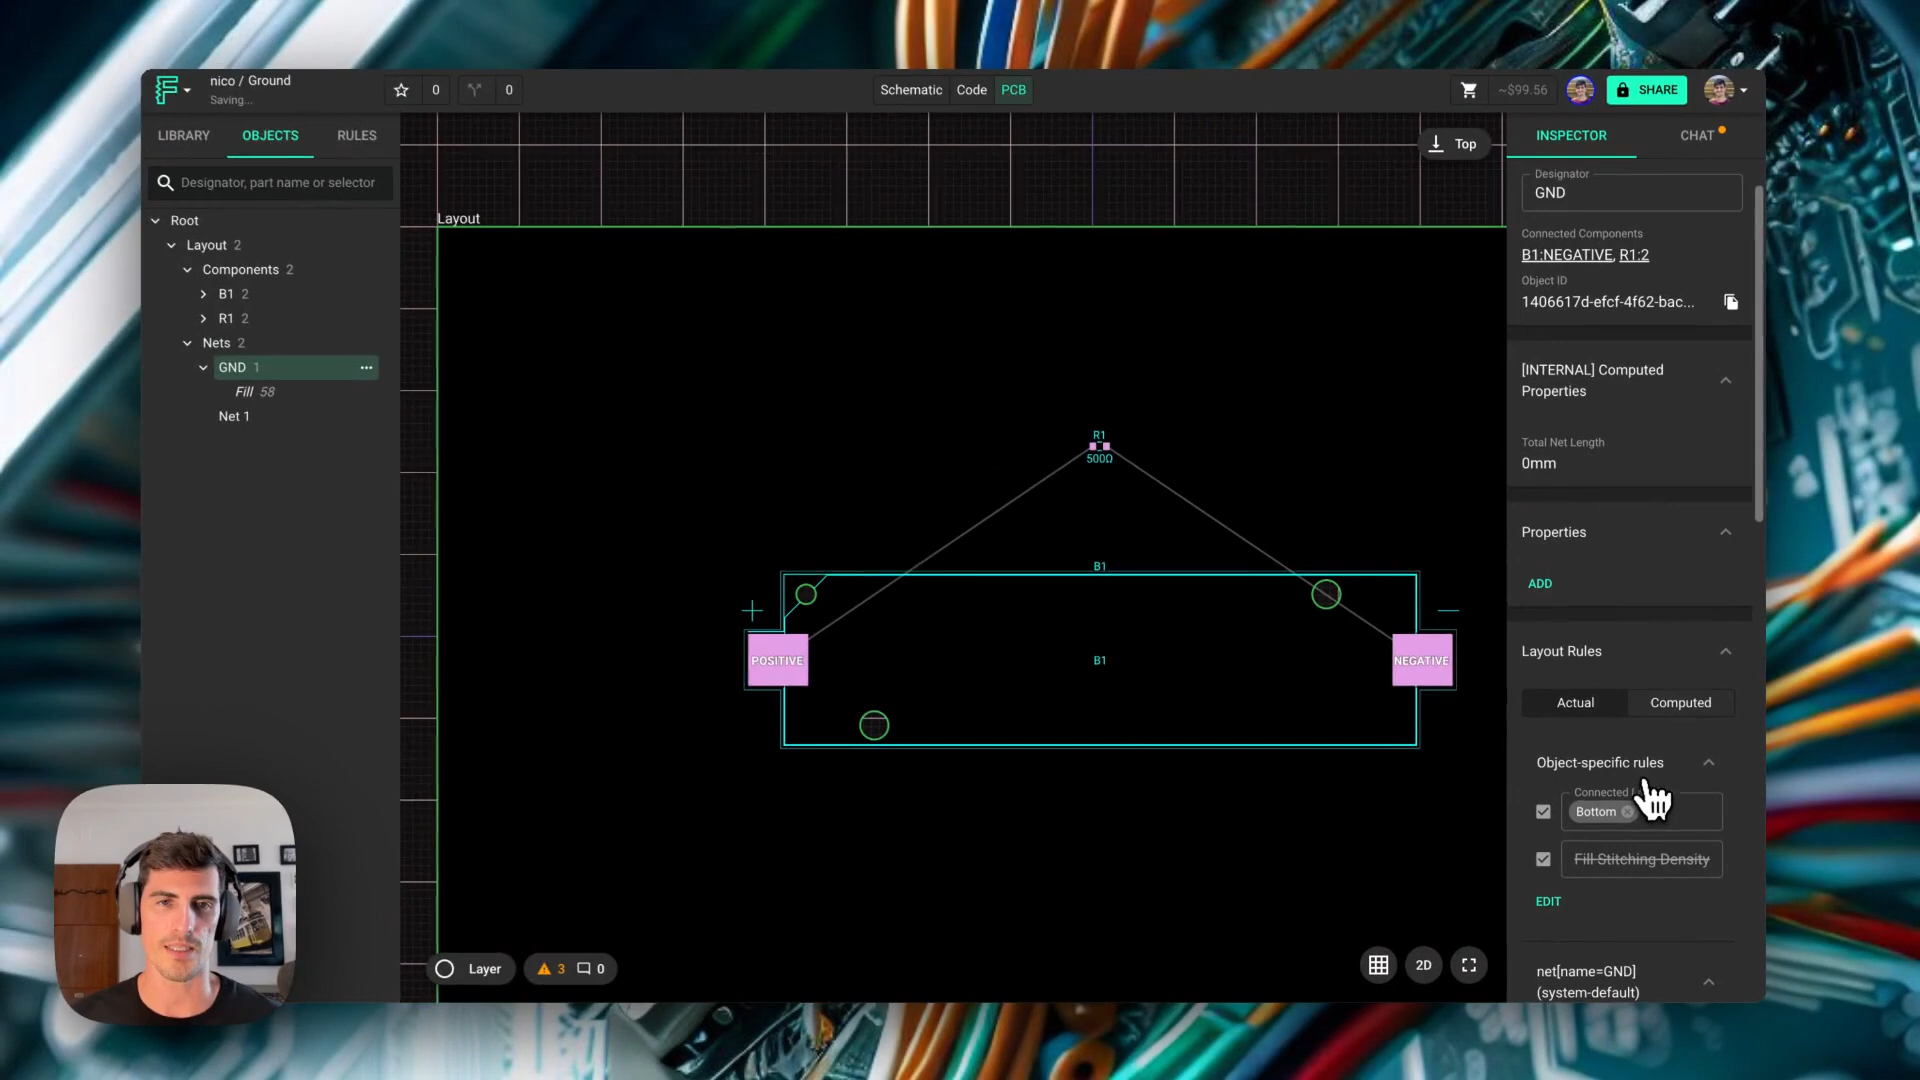 nico / Ground
Saving...
0
0
Schematic
Code
PCB
~$99.56
SHARE
LIBRARY
OBJECTS
RULES
Designator, part name or selector
Root
Layout 2
Components 2
B1 2
R1 2
Nets 2
GND 1
Fill 58
Net 1
Top
Layout
R1
500Ω
B1
POSITIVE
B1
NEGATIVE
Layer
3
0
2D
INSPECTOR
CHAT
Designator
GND
Connected Components
B1:NEGATIVE, R1:2
Object ID
1406617d-efcf-4f62-bac...
[INTERNAL] Computed
Properties
Total Net Length
0mm
Properties
ADD
Layout Rules
Actual
Computed
Object-specific rules
Connected
Bottom
Fill Stitching Density
EDIT
net[name=GND]
(system-default)